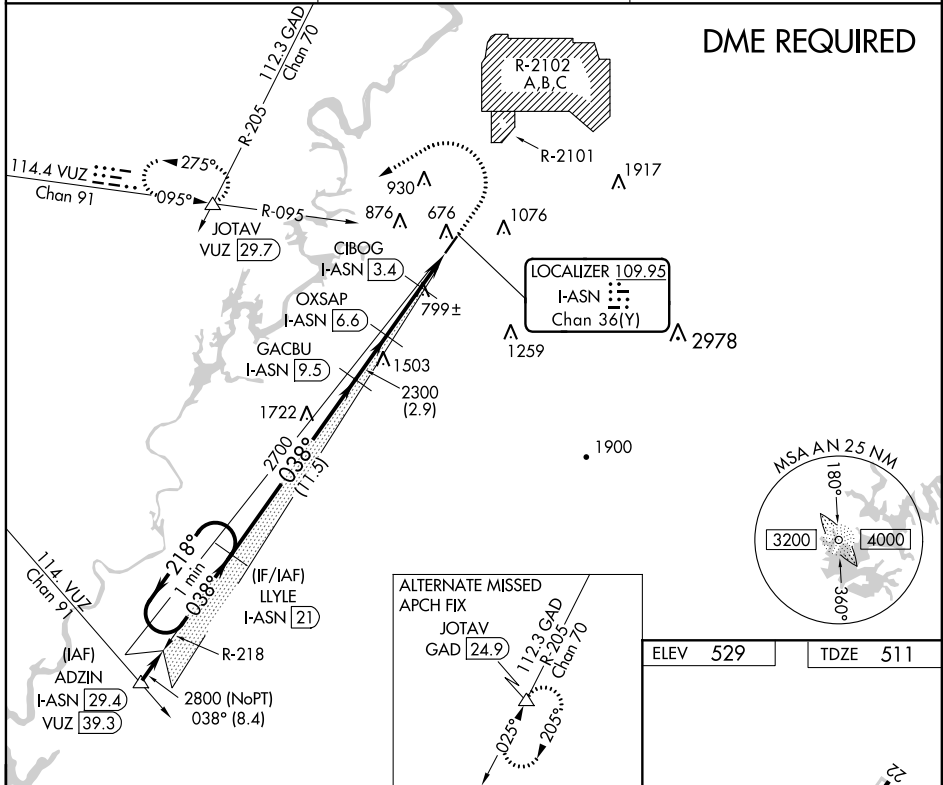 DME REQUIRED
112.3 GAD
Chan 70
R-205
R-2102
A,B,C
R-2101
114.4 VUZ
Chan 91
275°
095°
R-095
JOTAV
VUZ 29.7
930
876
676
1076
1917
CIBOG
I-ASN 3.4
799±
OXSAP
I-ASN 6.6
GACBU
I-ASN 9.5
LOCALIZER 109.95
I-ASN
Chan 36(Y)
1259
2978
1503
2300
(2.9)
1722
2700
038°
(11.5)
1900
MSA AN 25 NM
180°
3200
4000
360°
218°
1 min
038°
(IF/IAF)
LLYLE
I-ASN 21
114. VUZ
Chan 91
R-218
(IAF)
ADZIN
I-ASN 29.4
VUZ 39.3
2800 (NoPT)
038° (8.4)
ALTERNATE MISSED
APCH FIX
JOTAV
GAD 24.9
112.3 GAD
R-205
Chan 70
025°
205°
ELEV 529
TDZE 511
22